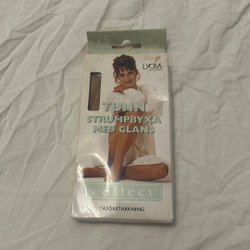 LYCRA
TUNN
STRUMPBYXA
MED GLANS
collect
TÅFÖRSTÄRKNING